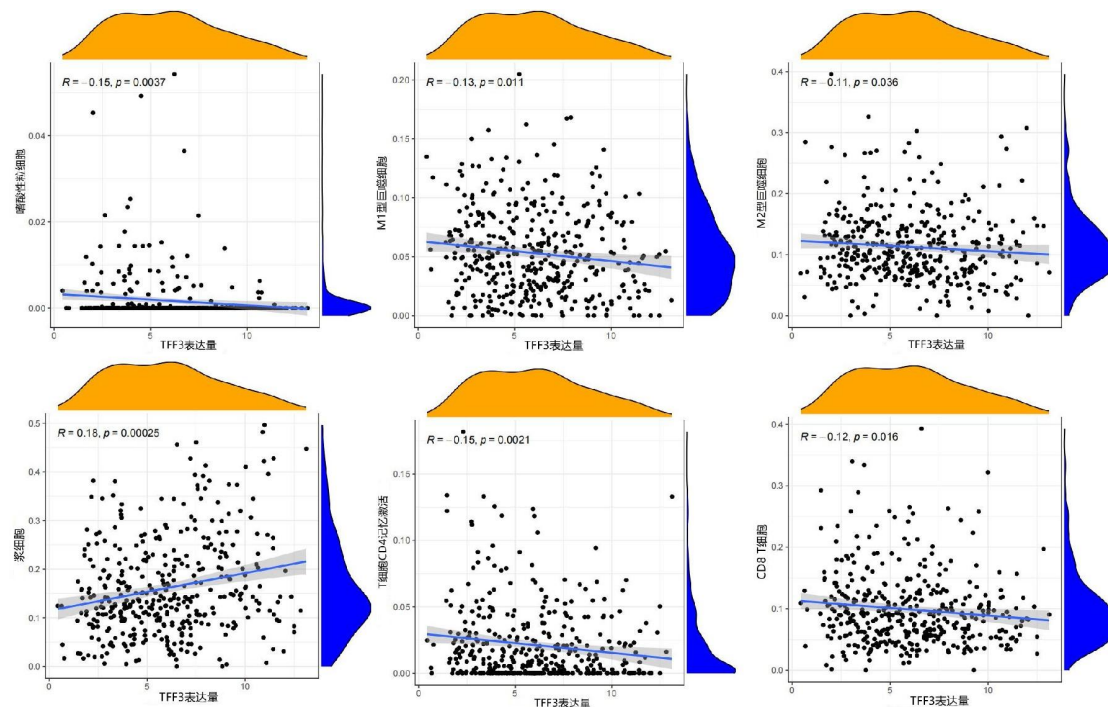 R = −0.15, p = 0.0037
嗜酸性粒细胞
0.04
0.02
0.00
0
5
10
TFF3表达量
R = −0.13, p = 0.011
M1型巨噬细胞
0.20
0.15
0.10
0.05
0.00
0
5
10
TFF3表达量
R = −0.11, p = 0.036
M2型巨噬细胞
0.4
0.3
0.2
0.1
0.0
0
5
10
TFF3表达量
R = 0.18, p = 0.00025
浆细胞
0.5
0.4
0.3
0.2
0.1
0.0
0
5
10
TFF3表达量
R = −0.15, p = 0.0021
T细胞CD4记忆激活
0.15
0.10
0.05
0.00
0
5
10
TFF3表达量
R = −0.12, p = 0.016
CD8 T细胞
0.4
0.3
0.2
0.1
0.0
0
5
10
TFF3表达量